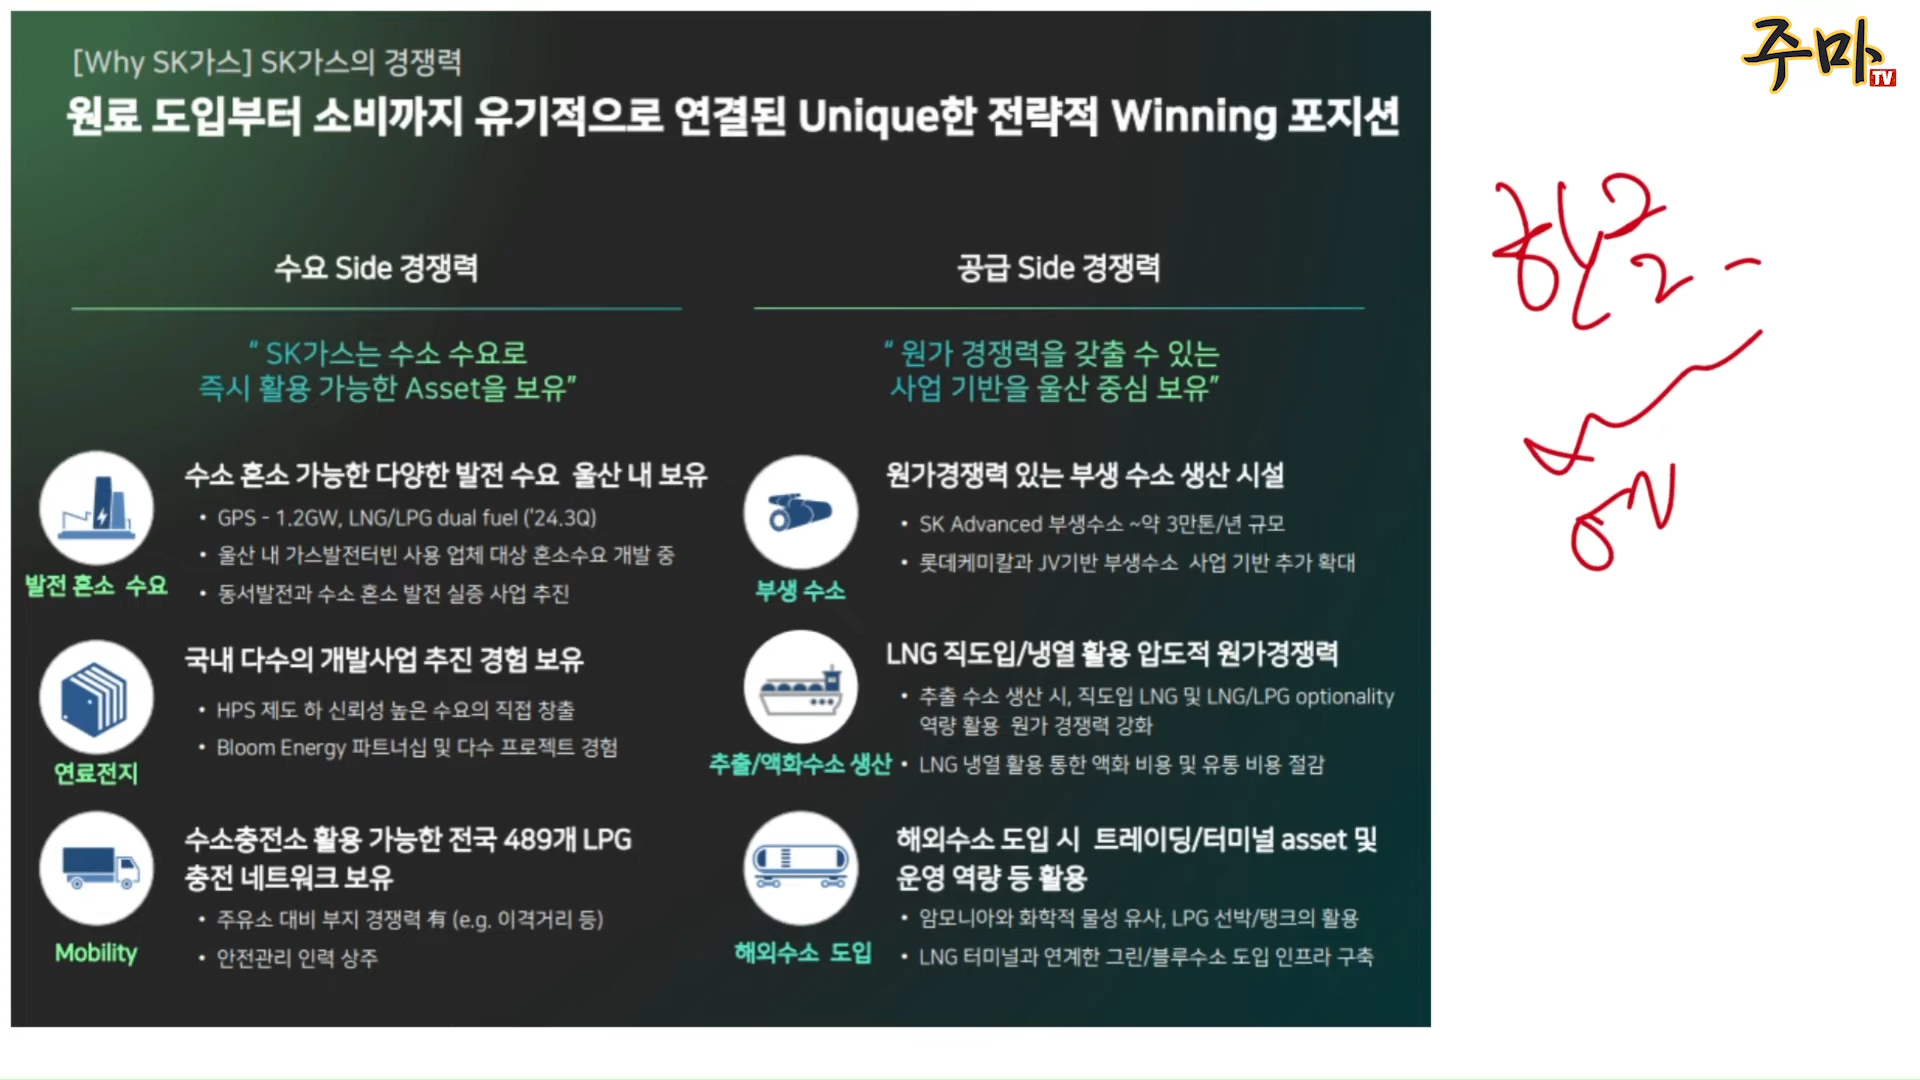 주마
TV
[Why SK가스] SK가스의 경쟁력
원료 도입부터 소비까지 유기적으로 연결된 Unique한 전략적 Winning 포지션
수요 Side 경쟁력
“ SK가스는 수소 수요로
즉시 활용 가능한 Asset을 보유”
발전 혼소 수요
수소 혼소 가능한 다양한 발전 수요 울산 내 보유
• GPS - 1.2GW, LNG/LPG dual fuel (’24.3Q)
• 울산 내 가스발전터빈 사용 업체 대상 혼소수요 개발 중
• 동서발전과 수소 혼소 발전 실증 사업 추진
연료전지
국내 다수의 개발사업 추진 경험 보유
• HPS 제도 하 신뢰성 높은 수요의 직접 창출
• Bloom Energy 파트너십 및 다수 프로젝트 경험
Mobility
수소충전소 활용 가능한 전국 489개 LPG
충전 네트워크 보유
• 주유소 대비 부지 경쟁력 有 (e.g. 이격거리 등)
• 안전관리 인력 상주
공급 Side 경쟁력
“ 원가 경쟁력을 갖출 수 있는
사업 기반을 울산 중심 보유”
부생 수소
원가경쟁력 있는 부생 수소 생산 시설
• SK Advanced 부생수소 ~약 3만톤/년 규모
• 롯데케미칼과 JV기반 부생수소 사업 기반 추가 확대
추출/액화수소 생산
LNG 직도입/냉열 활용 압도적 원가경쟁력
• 추출 수소 생산 시, 직도입 LNG 및 LNG/LPG optionality
역량 활용 원가 경쟁력 강화
• LNG 냉열 활용 통한 액화 비용 및 유통 비용 절감
해외수소 도입
해외수소 도입 시 트레이딩/터미널 asset 및
운영 역량 등 활용
• 암모니아와 화학적 물성 유사, LPG 선박/탱크의 활용
• LNG 터미널과 연계한 그린/블루수소 도입 인프라 구축